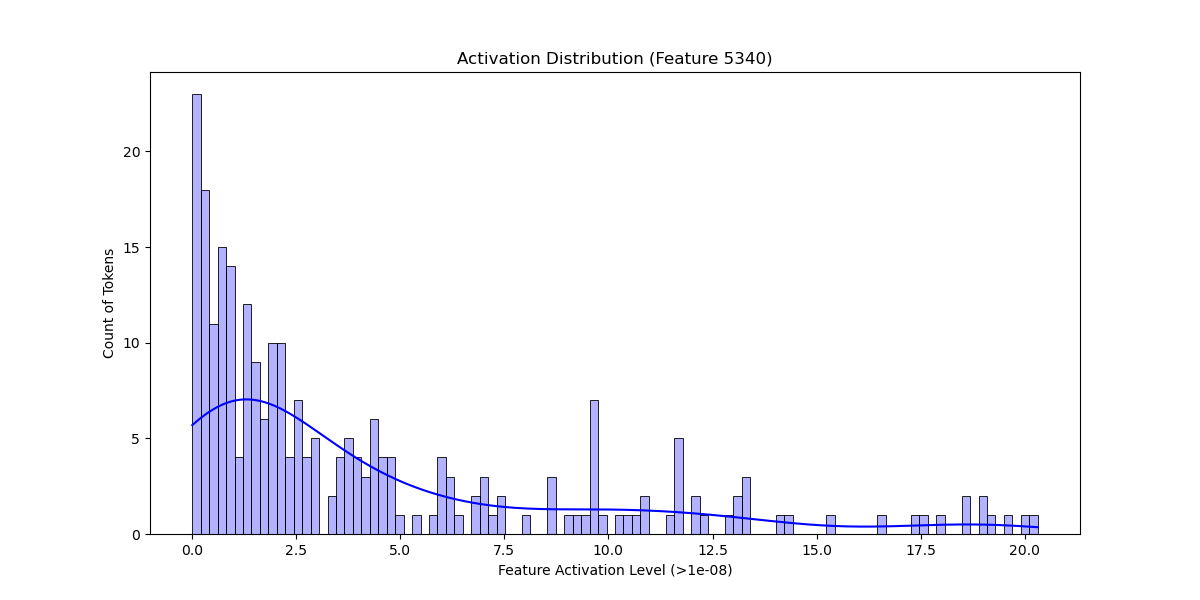 Activation Distribution (Feature 5340)
Count of Tokens
20
15
10
5
0
0.0 2.5 5.0 7.5 10.0 12.5 15.0 17.5 20.0
Feature Activation Level (>1e-08)